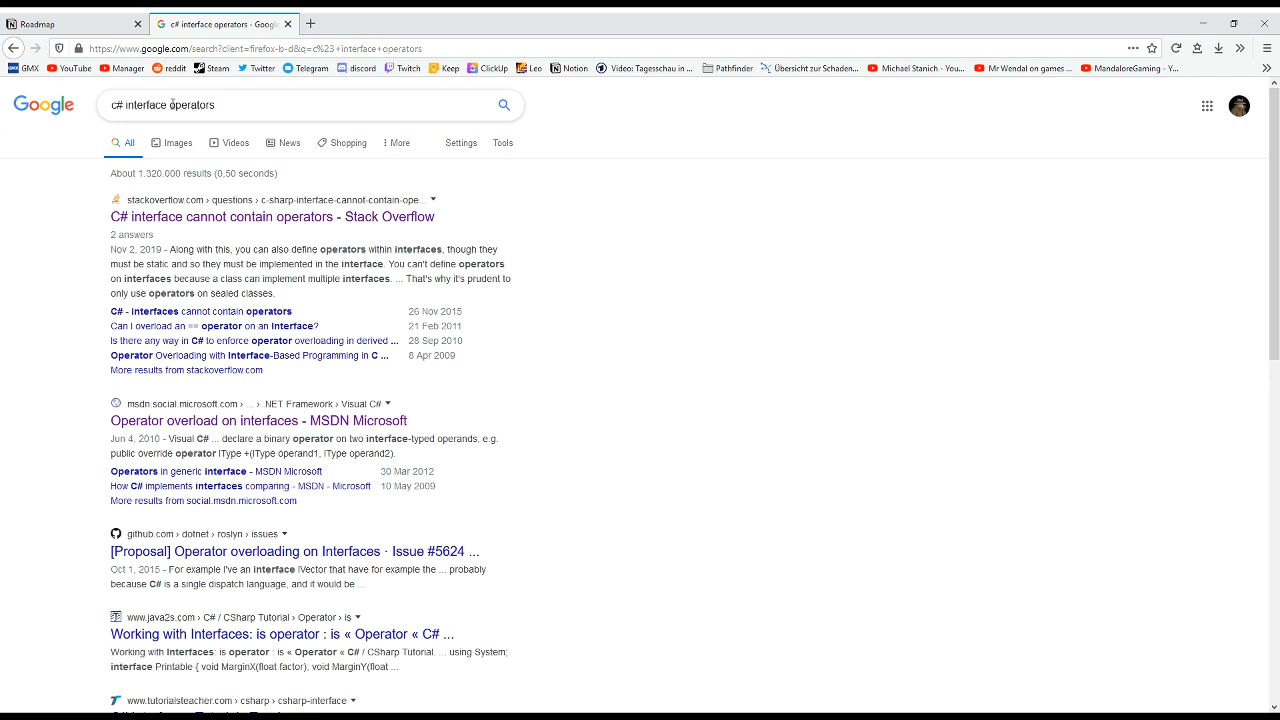 Roadmap
c# interface operators - Googl
https://www.google.com/search?client=firefox-b-d&q=c%23+interface+operators
GMX YouTube Manager reddit Steam Twitter Telegram discord Twitch Keep ClickUp Notion Video: Tagesschau in ... Pathfinder Übersicht zu Schaden... Michael Stanich - You... Mr Wendal on games ... MandaloreGaming - Y...
Google
c# interface operators
All Images Videos News Shopping More Settings Tools
About 1.320.000 results (0,50 seconds)
stackoverflow.com › questions › c-sharp-interface-cannot-contain-ope...
C# interface cannot contain operators - Stack Overflow
2 answers
Nov 2, 2019 - Along with this, you can also define operators within interfaces, though they
must be static and so they must be implemented in the interface. You can't define operators
on interfaces because a class can implement multiple interfaces. ... That's why it's prudent to
only use operators on sealed classes.
C# - interfaces cannot contain operators 26 Nov 2015
Can I overload an == operator on an Interface? 21 Feb 2011
Is there any way in C# to enforce operator overloading in derived ... 28 Sep 2010
Operator Overloading with Interface-Based Programming in C ... 8 Apr 2009
More results from stackoverflow.com
msdn.social.microsoft.com › ... › .NET Framework › Visual C#
Operator overload on interfaces - MSDN Microsoft
Jun 4, 2010 - Visual C# ... declare a binary operator on two interface-typed operands, e.g.
public override operator IType +(IType operand1, IType operand2).
Operators in generic interface - MSDN Microsoft 30 Mar 2012
How C# implements interfaces comparing - MSDN - Microsoft 10 May 2009
More results from social.msdn.microsoft.com
github.com › dotnet › roslyn › issues
[Proposal] Operator overloading on Interfaces · Issue #5624 ...
Oct 1, 2015 - For example I've an interface IVector that have for example the ... probably
because C# is a single dispatch language, and it would be ...
www.java2s.com › C# / CSharp Tutorial › Operator › is
Working with Interfaces: is operator : is « Operator « C# ...
Working with Interfaces: is operator : is « Operator « C# / CSharp Tutorial. ... using System;
interface Printable { void MarginX(float factor); void MarginY(float ...
www.tutorialsteacher.com › csharp › csharp-interface